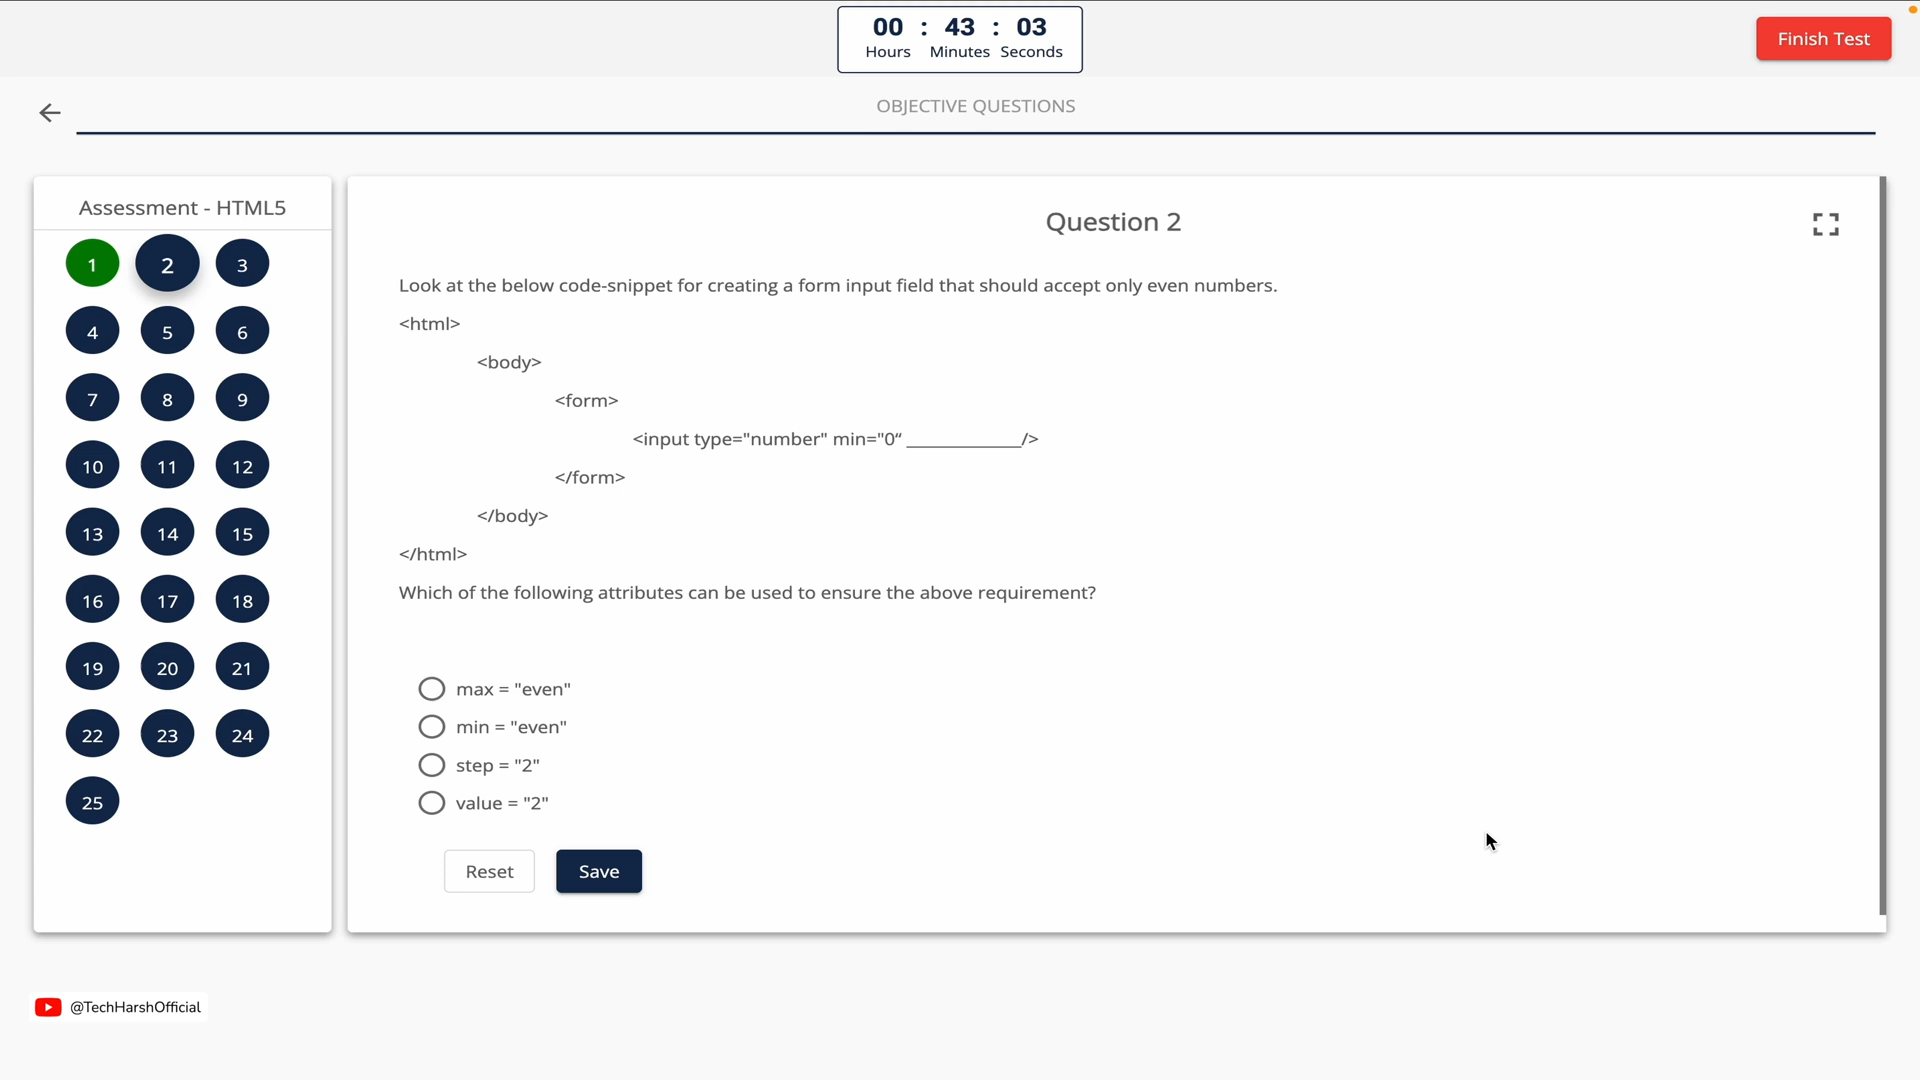 00 : 43 : 03
Hours Minutes Seconds
Finish Test
OBJECTIVE QUESTIONS
Assessment - HTML5
1 2 3
4 5 6
7 8 9
10 11 12
13 14 15
16 17 18
19 20 21
22 23 24
25
Question 2
Look at the below code-snippet for creating a form input field that should accept only even numbers.
<html>
<body>
<form>
<input type="number" min="0“ _____________/>
</form>
</body>
</html>
Which of the following attributes can be used to ensure the above requirement?
max = "even"
min = "even"
step = "2"
value = "2"
Reset Save
@TechHarshOfficial